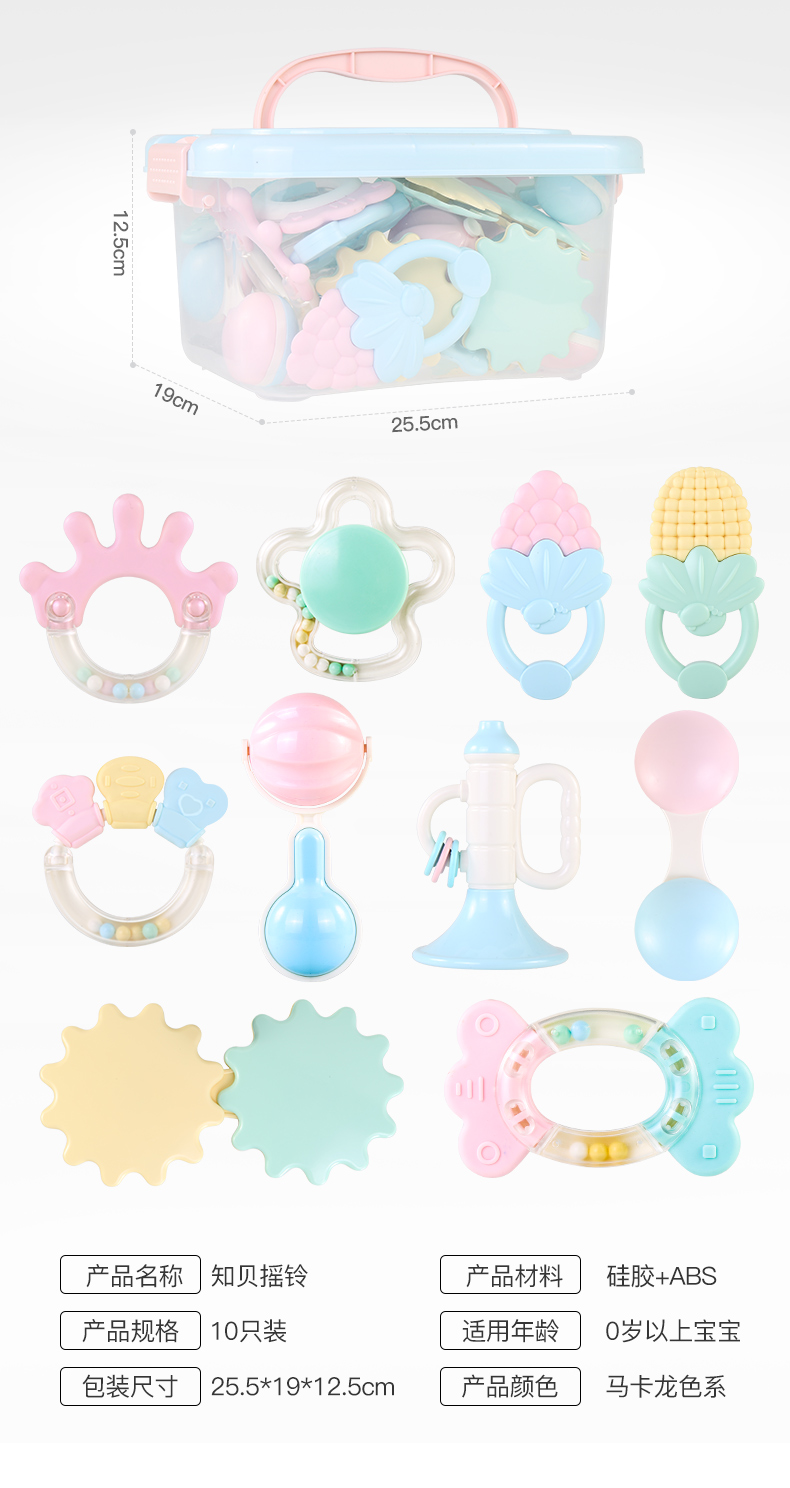 12.5cm
19cm
25.5cm
产品名称 知贝摇铃
产品材料 硅胶+ABS
产品规格 10只装
适用年龄 0岁以上宝宝
包装尺寸 25.5*19*12.5cm
产品颜色 马卡龙色系